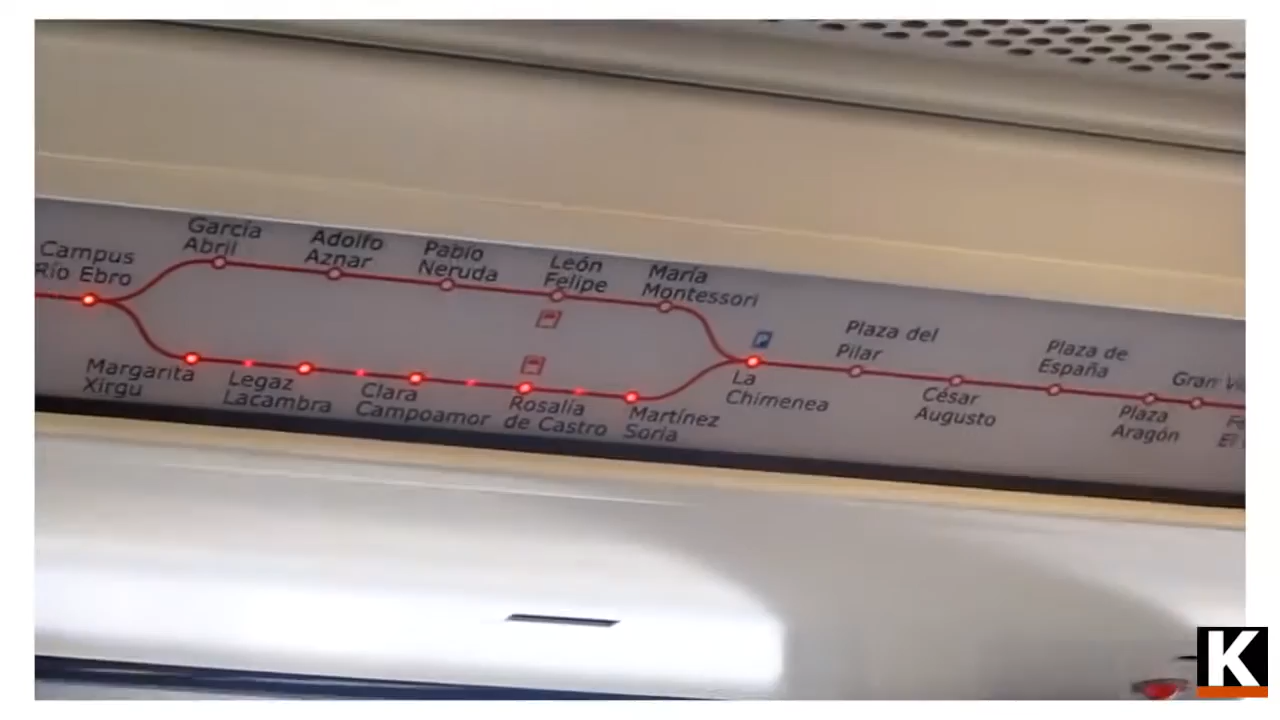 Campus
Río Ebro
García
Abril
Adolfo
Aznar
Pablo
Neruda
León
Felipe
María
Montessori
Margarita
Xirgu
Legaz
Lacambra
Clara
Campoamor
Rosalía
de Castro
Martínez
Soria
P
La
Chimenea
Plaza del
Pilar
César
Augusto
Plaza de
España
Plaza
Aragón
Gran
K